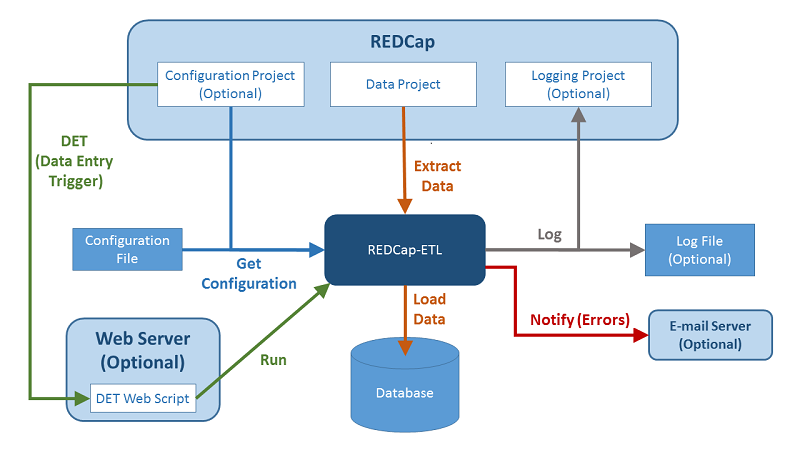 REDCap
Configuration Project
(Optional)
Data Project
Logging Project
(Optional)
DET
(Data Entry
Trigger)
Extract
Data
Configuration
File
REDCap-ETL
Log
Log File
(Optional)
Get
Configuration
Load
Data
Notify (Errors)
E-mail Server
(Optional)
Web Server
(Optional)
Run
DET Web Script
Database